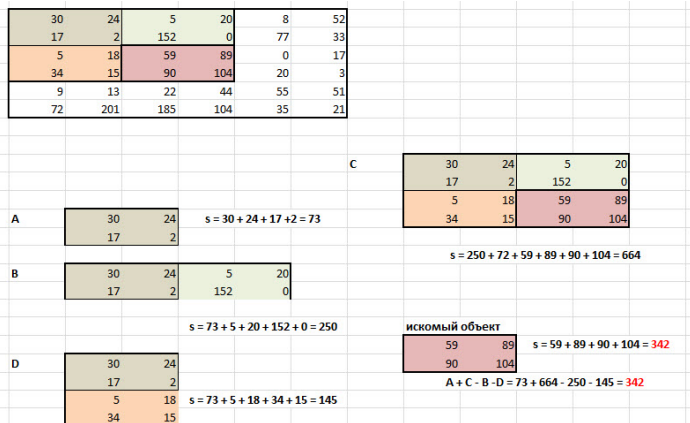 30 24 5 20 8 52
17 2 152 0 77 33
5 18 59 89 0 17
34 15 90 104 20 3
9 13 22 44 55 51
72 201 185 104 35 21
C
30 24 5 20
17 2 152 0
5 18 59 89
34 15 90 104
s = 250 + 72 + 59 + 89 + 90 + 104 = 664
A
30 24
17 2
s = 30 + 24 + 17 +2 = 73
B
30 24 5 20
17 2 152 0
s = 73 + 5 + 20 + 152 + 0 = 250
искомый объект
59 89
90 104
s = 59 + 89 + 90 + 104 = 342
A + C - B -D = 73 + 664 - 250 - 145 = 342
D
30 24
17 2
5 18
34 15
s = 73 + 5 + 18 + 34 + 15 = 145